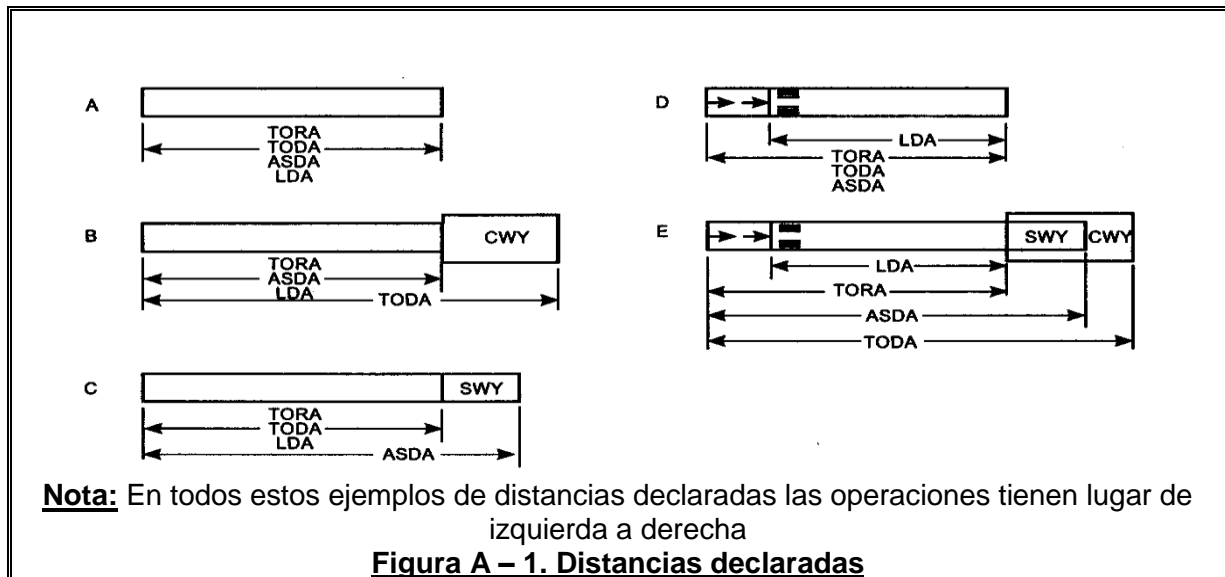 A
TORA
TODA
ASDA
LDA
B
CWY
TORA
ASDA
LDA
TODA
C
SWY
TORA
TODA
LDA
ASDA
D
LDA
TORA
TODA
ASDA
E
SWY CWY
LDA
TORA
ASDA
TODA
Nota: En todos estos ejemplos de distancias declaradas las operaciones tienen lugar de
izquierda a derecha
Figura A – 1. Distancias declaradas